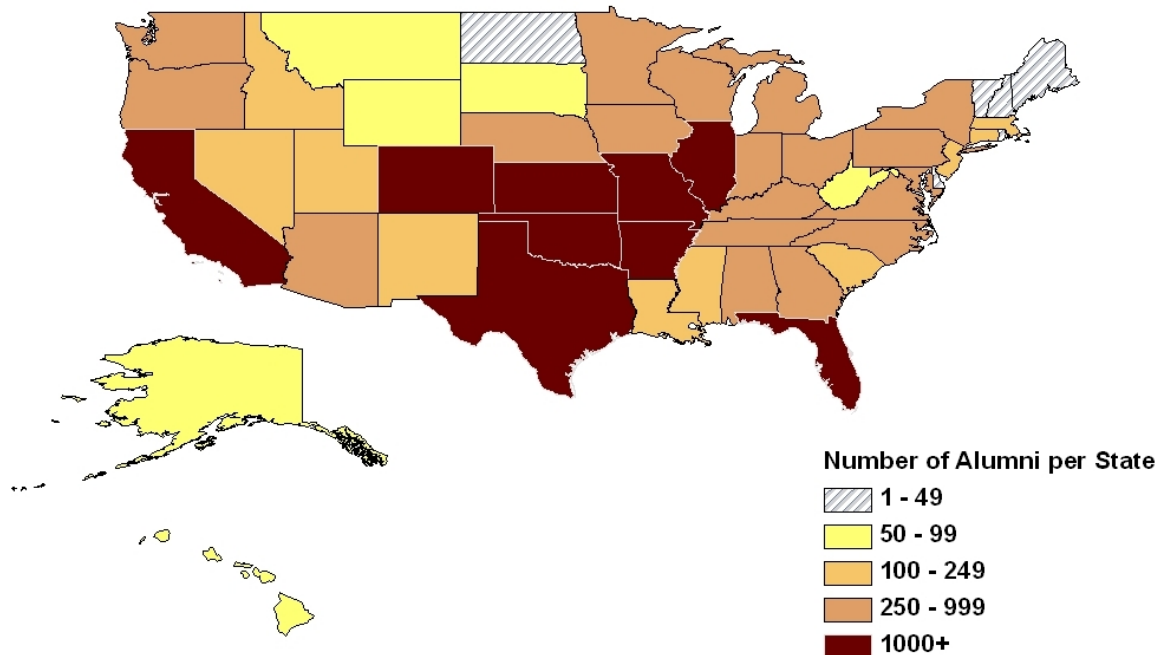 Number of Alumni per State
1 - 49
50 - 99
100 - 249
250 - 999
1000+